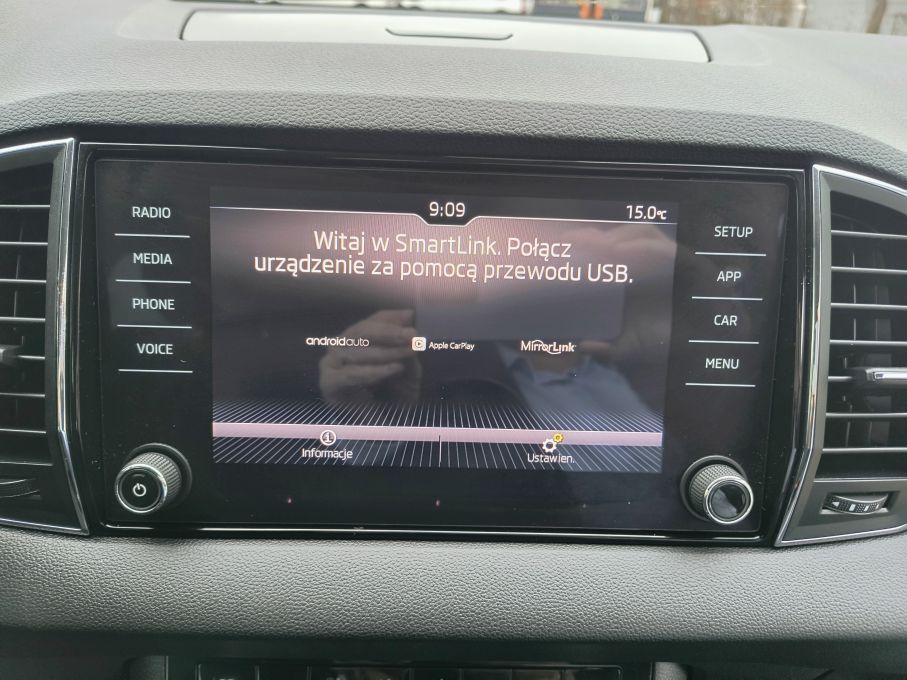 9:09
15.0°C
RADIO
MEDIA
PHONE
VOICE
Witaj w SmartLink. Połącz
urządzenie za pomocą przewodu USB.
androidauto
Apple CarPlay
MirrorLink
Informacje
Ustawien.
SETUP
APP
CAR
MENU